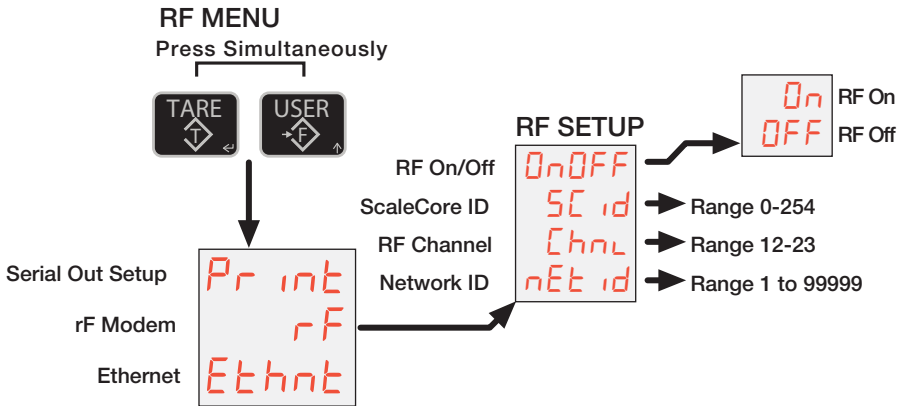 RF MENU
Press Simultaneously
TARE
T
USER
F
On RF On
OFF RF Off
RF SETUP
RF On/Off OnOFF
ScaleCore ID SC id Range 0-254
RF Channel Chnl Range 12-23
Network ID nEt id Range 1 to 99999
Serial Out Setup Print
rF Modem rF
Ethernet Ethnt